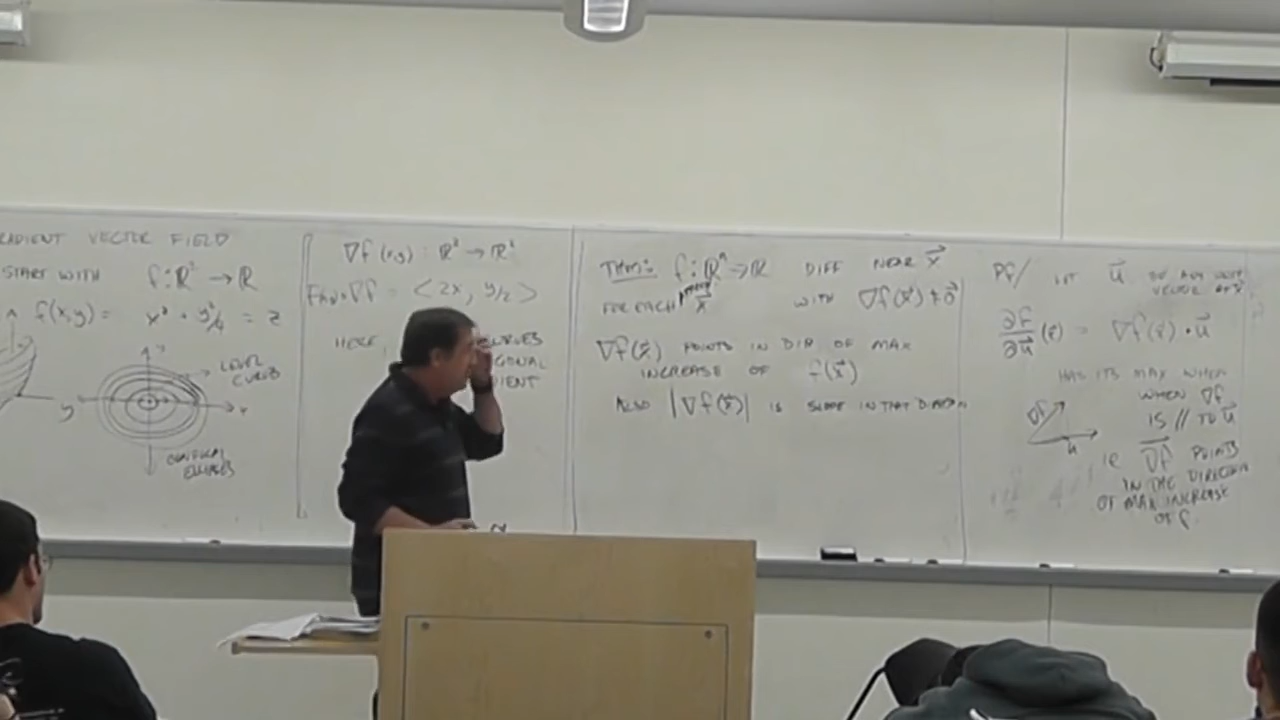 GRADIENT VECTOR FIELD
START WITH f: ℝ² → ℝ
f(x,y) = x² + y²/4 = z
LEVEL
CURVES
y
x
CONFOCAL
ELLIPSES
∇f(x,y): ℝ² → ℝ²
FIND ∇f = <2x, y/2>
HERE,
THM: f: ℝⁿ → ℝ DIFF NEAR x⃗
FOR EACH x⃗ WITH ∇f(x⃗) ≠ 0⃗
∇f(x⃗) POINTS IN DIR OF MAX
INCREASE OF f(x⃗)
ALSO |∇f(x⃗)| IS SLOPE IN THAT
Pf/ LET u⃗ BE ANY UNIT
VECTOR AT x⃗
∂f/∂u⃗ (x⃗) = ∇f(x⃗) · u⃗
HAS ITS MAX WHEN
WHEN ∇f
IS // TO u⃗
∇f
u
IE ∇f POINTS
IN THE DIRECTION
OF MAX INCREASE
OF f.